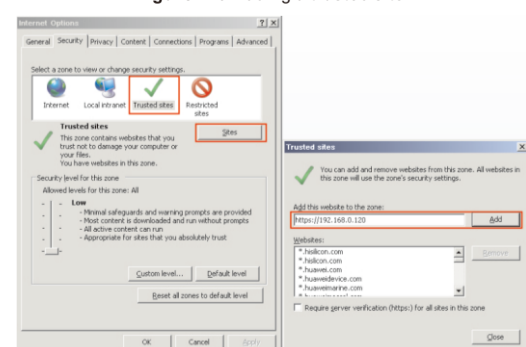 Internet Options
General Security Privacy Content Connections Programs Advanced
Select a zone to view or change security settings.
Internet
Local intranet
Trusted sites
Restricted
sites
Trusted sites
This zone contains websites that you
trust not to damage your computer or
your files.
You have websites in this zone.
Sites
Security level for this zone
Allowed levels for this zone: All
Low
- Minimal safeguards and warning prompts are provided
- Most content is downloaded and run without prompts
- All active content can run
- Appropriate for sites that you absolutely trust
Custom level...
Default level
Reset all zones to default level
OK
Cancel
Apply
Trusted sites
You can add and remove websites from this zone. All websites in
this zone will use the zone's security settings.
Add this website to the zone:
https://192.168.0.120
Add
Websites:
*.hisilicon.com
*.hislicon.com
*.huawei.com
*.huaweidevice.com
*.huaweimarine.com
Remove
Require server verification (https:) for all sites in this zone
Close